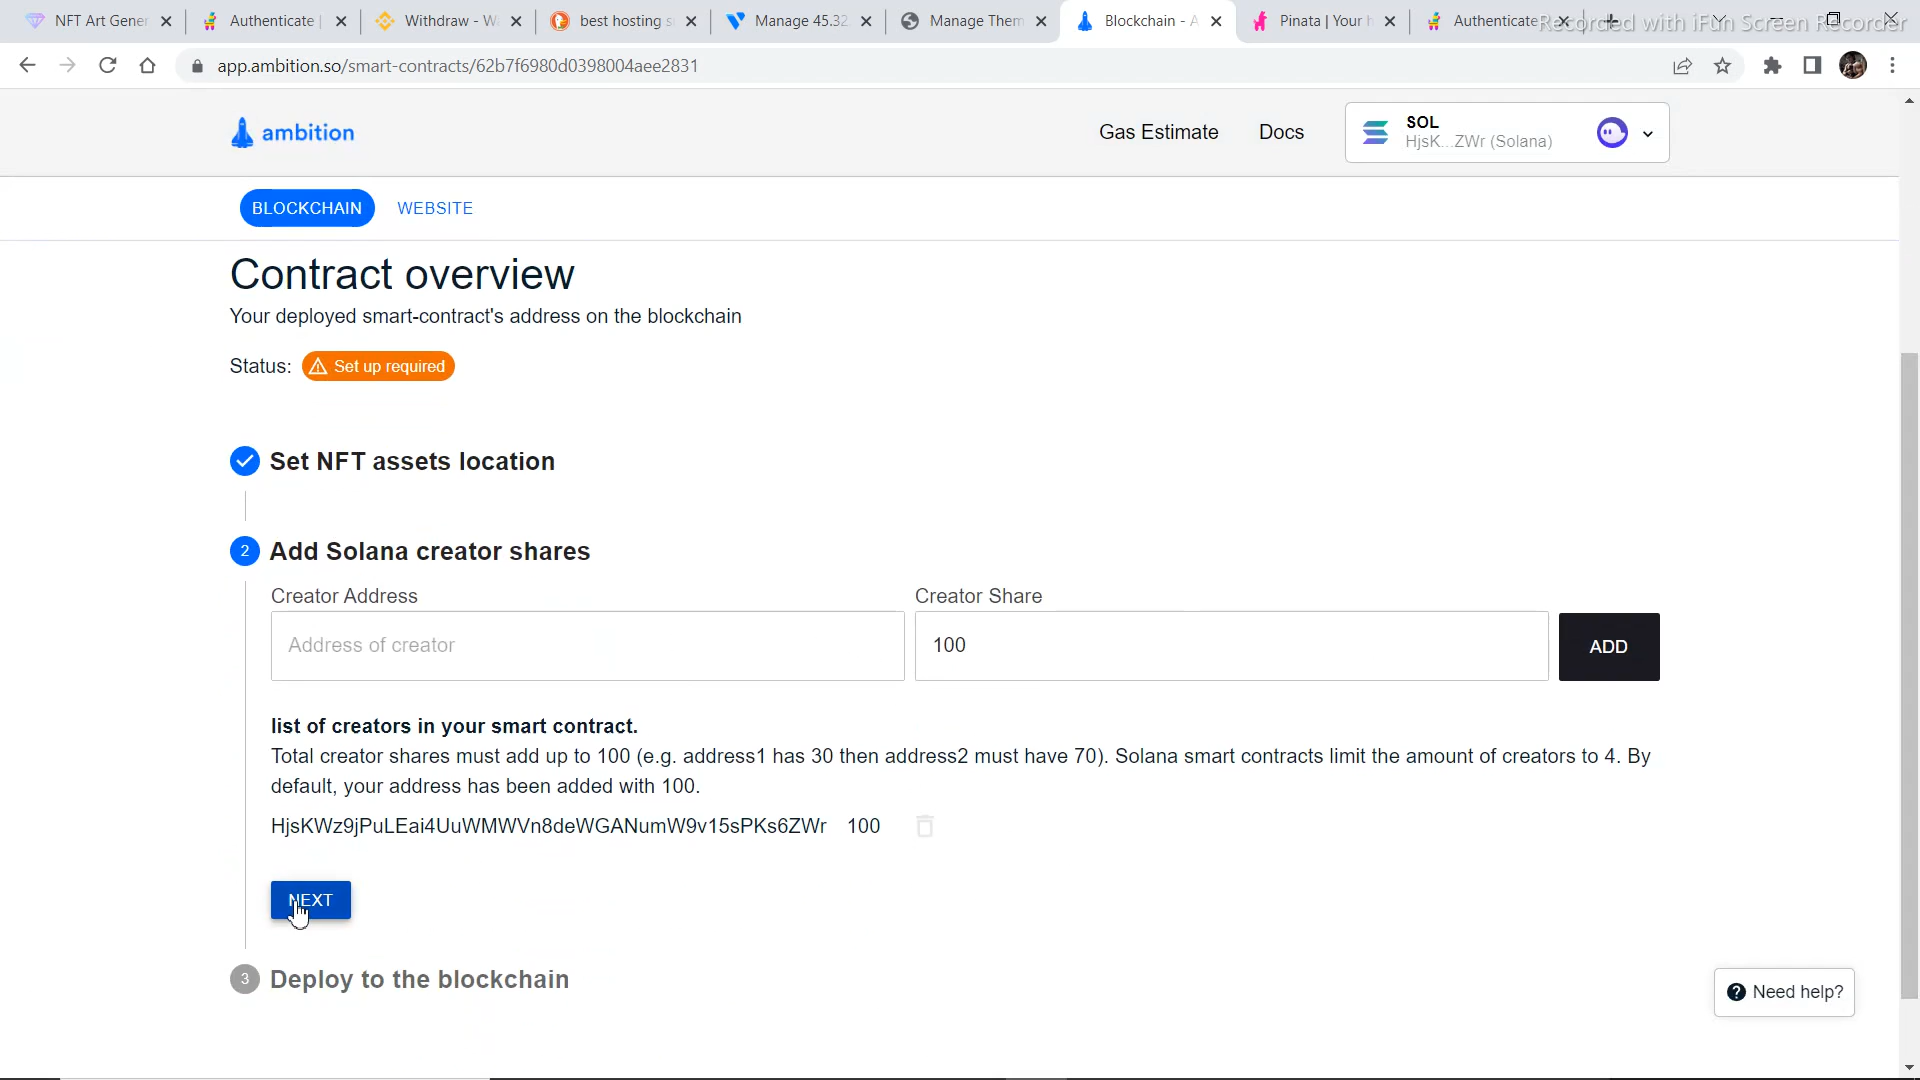 NFT Art Gener
Authenticate
Withdraw - W
best hosting s
Manage 45.32
Manage Them
Blockchain - A
Pinata | Your h
Authenticate
Recorded with iFun Screen Recorder
app.ambition.so/smart-contracts/62b7f6980d0398004aee2831
ambition
Gas Estimate
Docs
SOL
HjsK...ZWr (Solana)
BLOCKCHAIN
WEBSITE
Contract overview
Your deployed smart-contract's address on the blockchain
Status:
Set up required
Set NFT assets location
2
Add Solana creator shares
Creator Address
Creator Share
Address of creator
100
ADD
list of creators in your smart contract.
Total creator shares must add up to 100 (e.g. address1 has 30 then address2 must have 70). Solana smart contracts limit the amount of creators to 4. By
default, your address has been added with 100.
HjsKWz9jPuLEai4UuWMWVn8deWGANumW9v15sPKs6ZWr 100
NEXT
3
Deploy to the blockchain
? Need help?